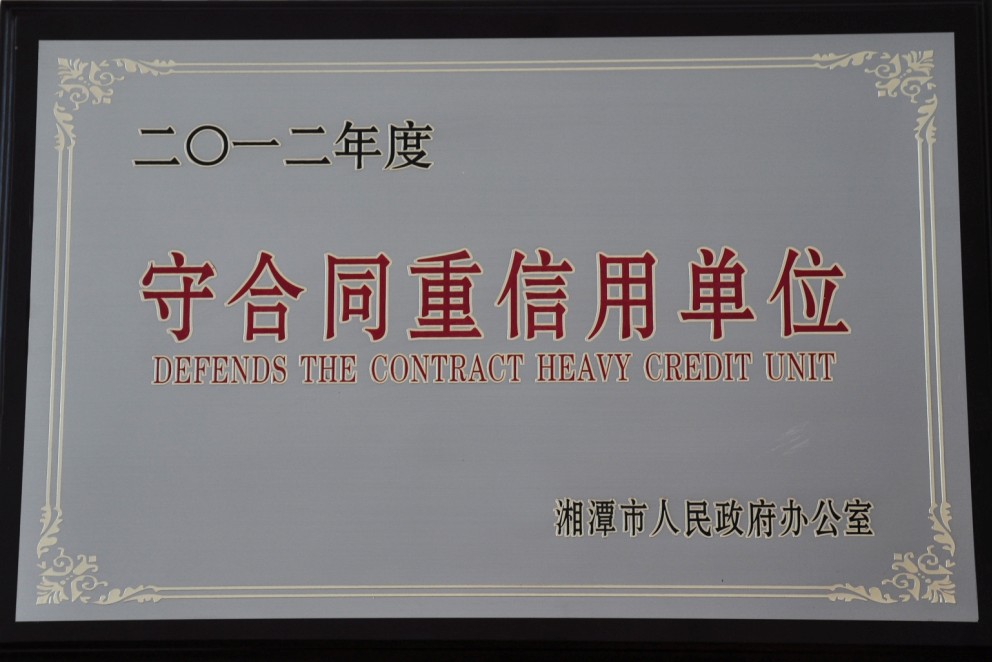 二〇一二年度
守合同重信用单位
DEFENDS THE CONTRACT HEAVY CREDIT UNIT
湘潭市人民政府办公室